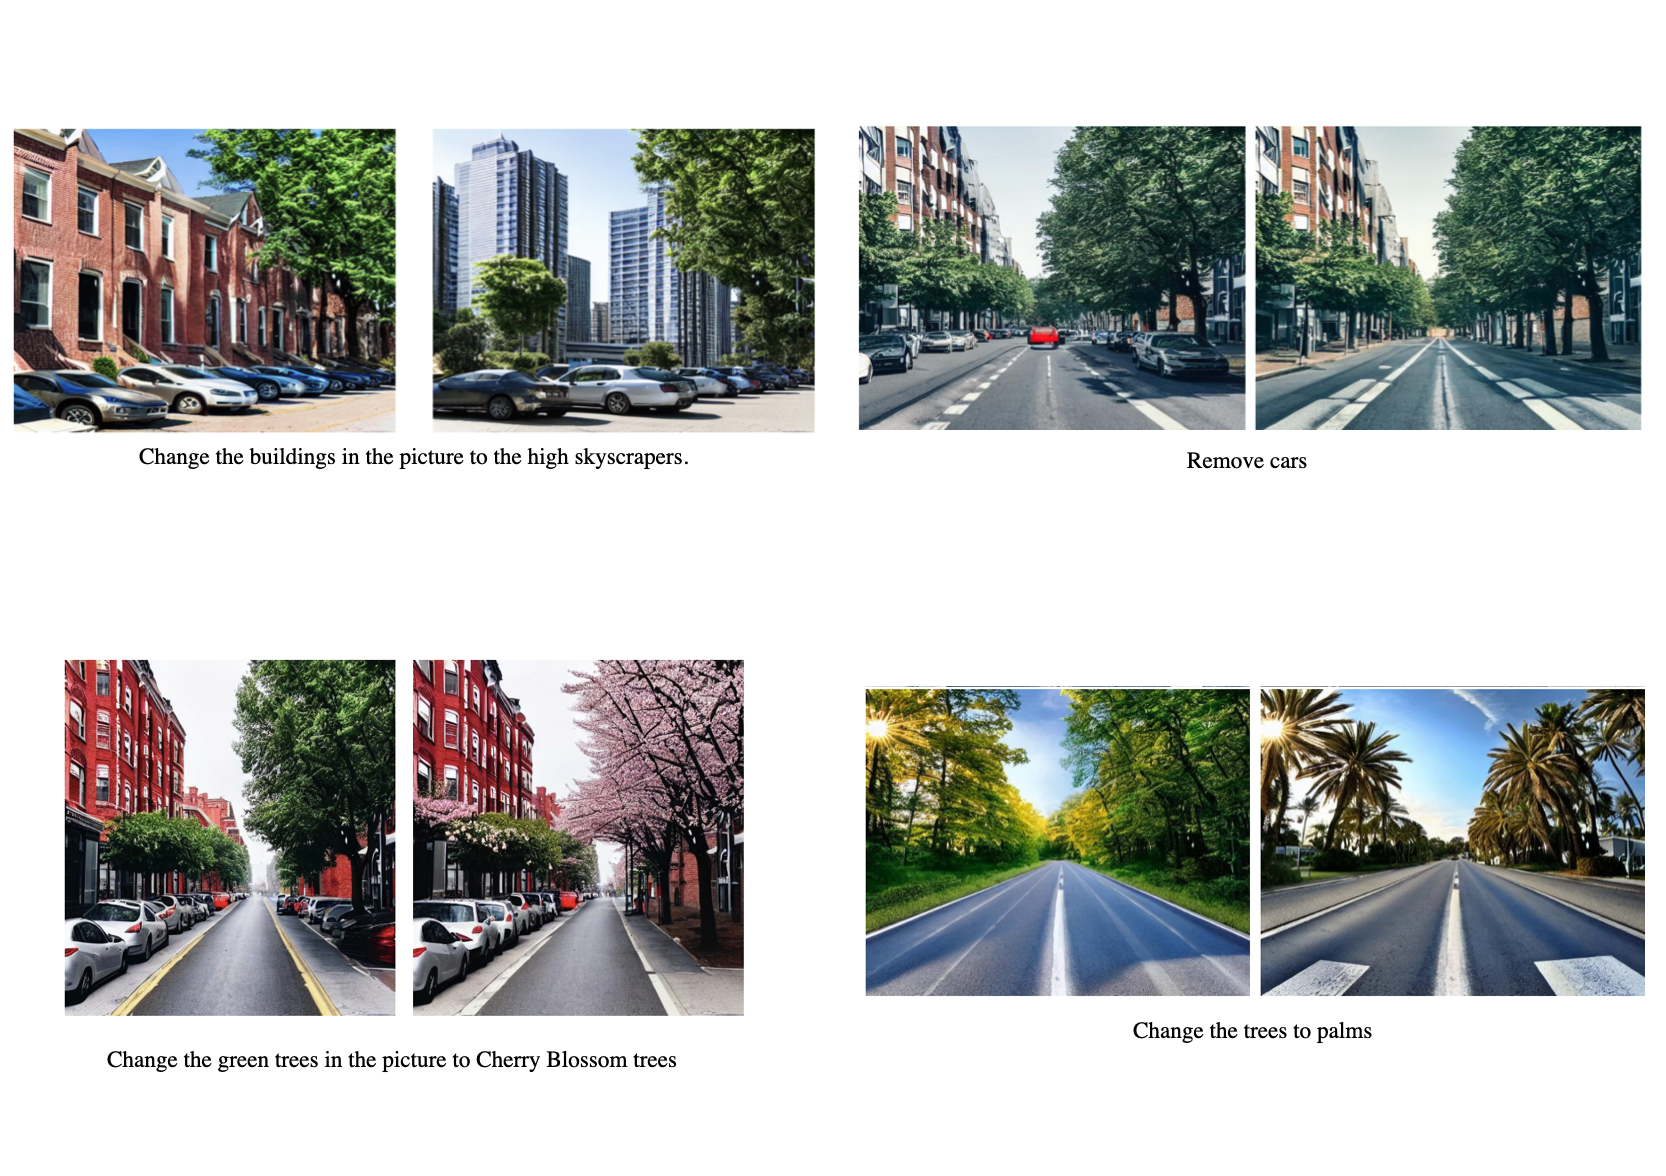 Change the buildings in the picture to the high skyscrapers.
Remove cars
Change the green trees in the picture to Cherry Blossom trees
Change the trees to palms